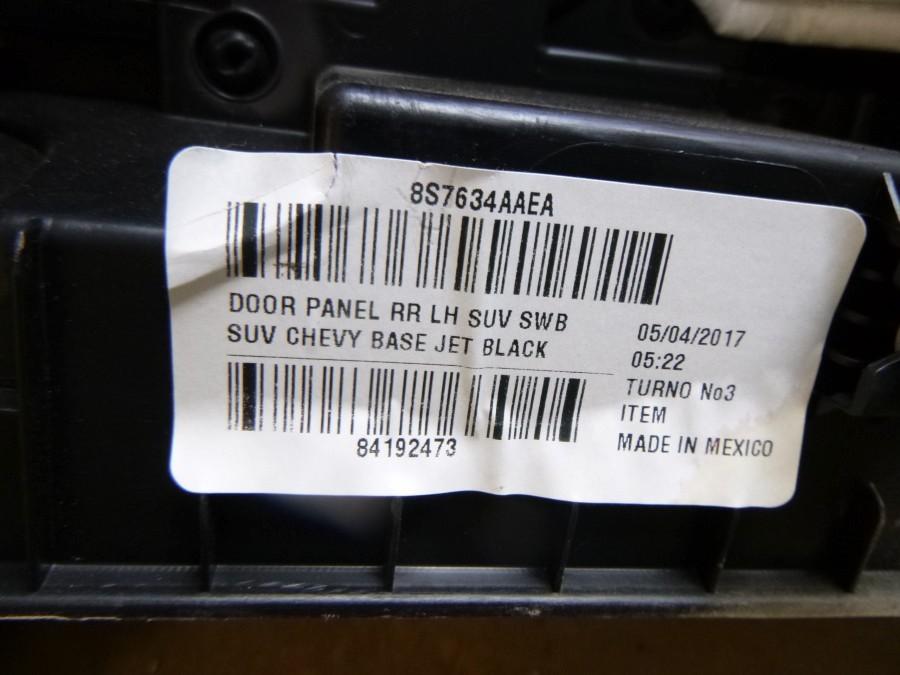 8S7634AAEA
DOOR PANEL RR LH SUV SWB
SUV CHEVY BASE JET BLACK
84192473
05/04/2017
05:22
TURNO No3
ITEM
MADE IN MEXICO